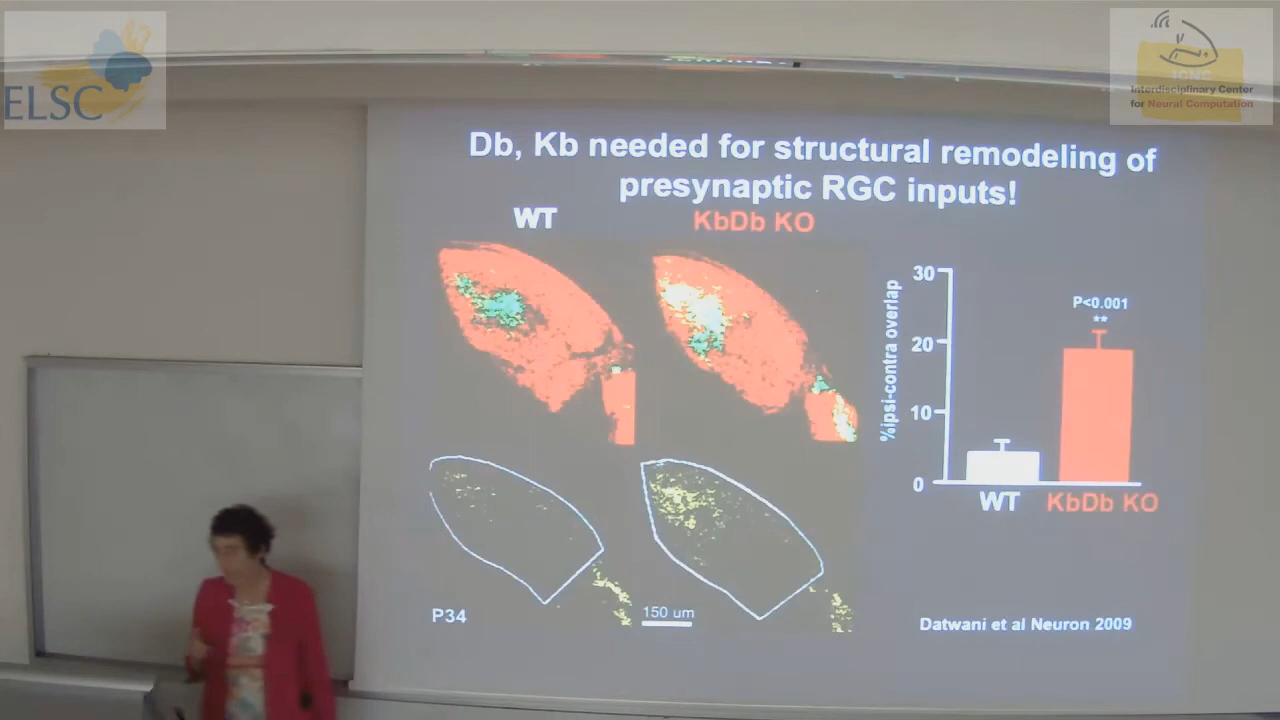 ELSC
ICNC
Interdisciplinary Center
for Neural Computation
Db, Kb needed for structural remodeling of
presynaptic RGC inputs!
WT
KbDb KO
%ipsi-contra overlap
30
20
10
0
P<0.001
**
WT
KbDb KO
P34
150 um
Datwani et al Neuron 2009